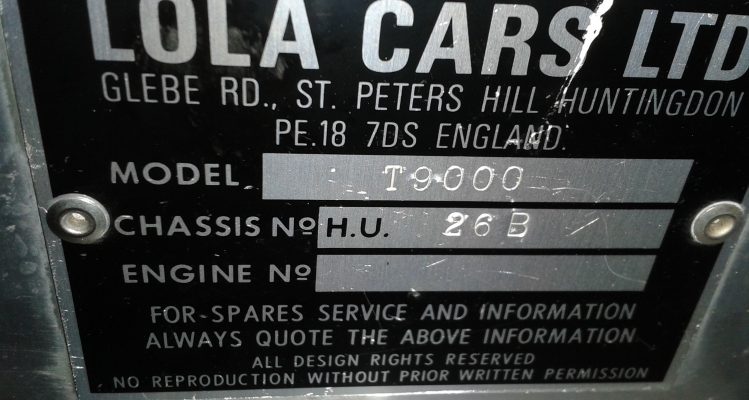 LOLA CARS LTD
GLEBE RD., ST. PETERS HILL HUNTINGDON
PE.18 7DS ENGLAND.
MODEL T9000
CHASSIS Nº H.U. 26B
ENGINE Nº
FOR-SPARES SERVICE AND INFORMATION
ALWAYS QUOTE THE ABOVE INFORMATION
ALL DESIGN RIGHTS RESERVED
NO REPRODUCTION WITHOUT PRIOR WRITTEN PERMISSION